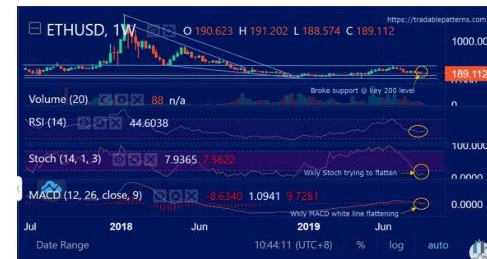 https://tradablepatterns.com
ETHUSD, 1W O 190.623 H 191.202 L 188.574 C 189.112
1000.00
189.112
Broke support @ key 200 level
Volume (20) 88 n/a
0
RSI (14) 44.6038
100.000
Stoch (14, 1, 3) 7.9365 7.5622
Wkly Stoch trying to flatten
0.0000
MACD (12, 26, close, 9) -8.6340 1.0941 9.7281
0.0000
Wkly MACD white line flattening
Jul 2018 Jun 2019 Jun
Date Range 10:44:11 (UTC+8) % log auto